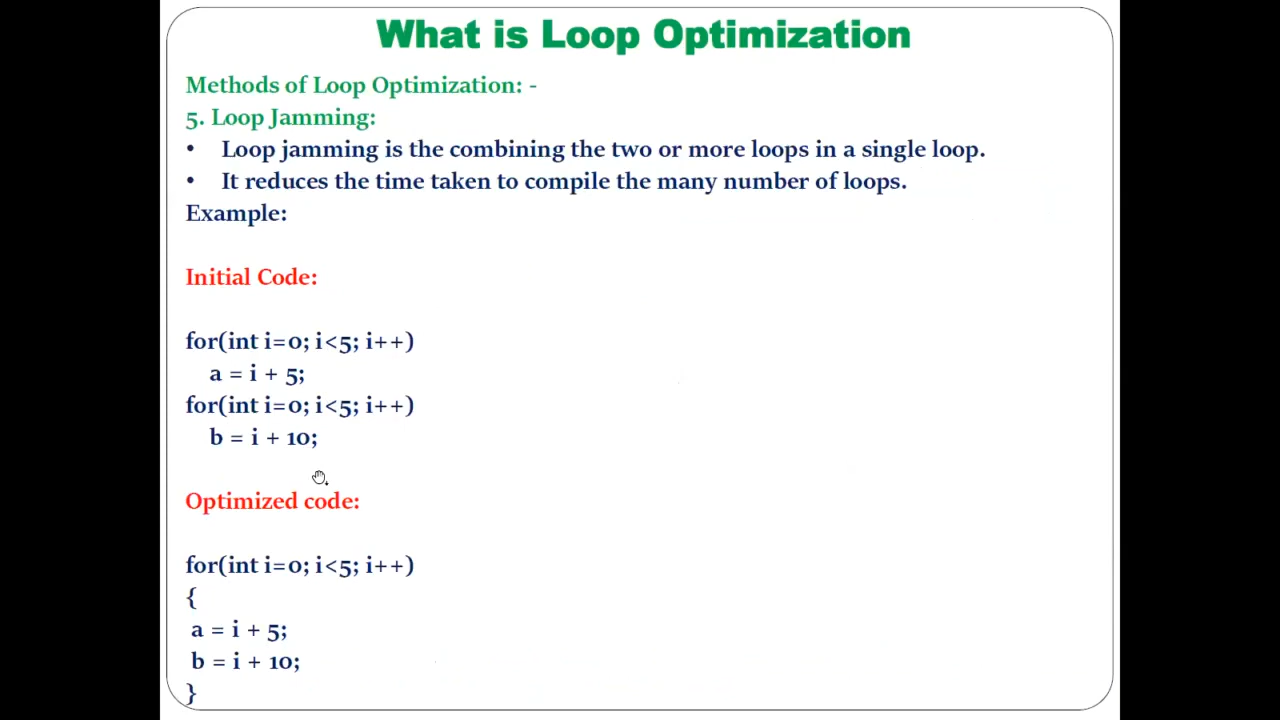 What is Loop Optimization
Methods of Loop Optimization: -
5. Loop Jamming:
• Loop jamming is the combining the two or more loops in a single loop.
• It reduces the time taken to compile the many number of loops.
Example:
Initial Code:
for(int i=0; i<5; i++)
a = i + 5;
for(int i=0; i<5; i++)
b = i + 10;
Optimized code:
for(int i=0; i<5; i++)
{
a = i + 5;
b = i + 10;
}